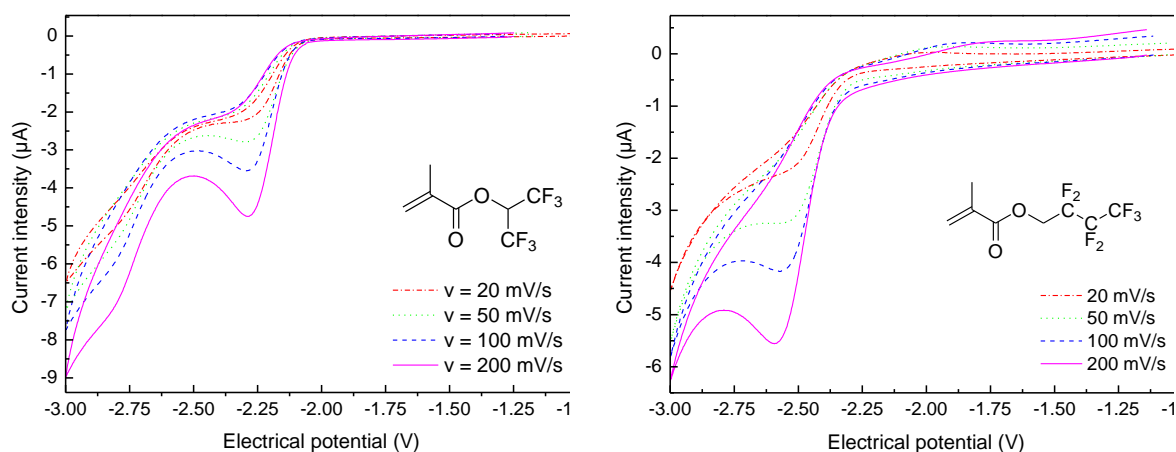 0
-1
-2
-3
-4
-5
-6
-7
-8
-9
Current intensity (µA)
-3.00 -2.75 -2.50 -2.25 -2.00 -1.75 -1.50 -1.25 -1
Electrical potential (V)
O CF3
O CF3
v = 20 mV/s
v = 50 mV/s
v = 100 mV/s
v = 200 mV/s
0
-1
-2
-3
-4
-5
-6
Current intensity (µA)
-3.00 -2.75 -2.50 -2.25 -2.00 -1.75 -1.50 -1.25 -1
Electrical potential (V)
F2
O CF3
O F2
20 mV/s
50 mV/s
100 mV/s
200 mV/s